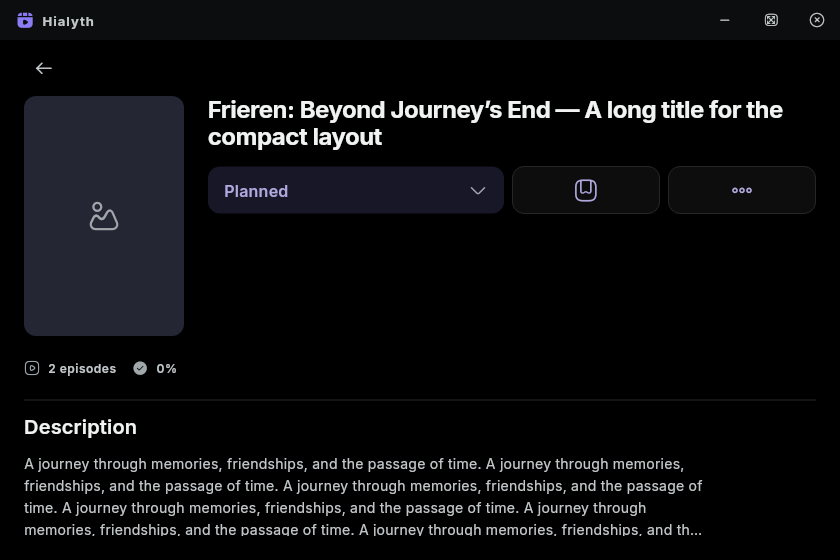 Hialyth
Frieren: Beyond Journey’s End — A long title for the
compact layout
Planned
2 episodes
0%
Description
A journey through memories, friendships, and the passage of time. A journey through memories,
friendships, and the passage of time. A journey through memories, friendships, and the passage of
time. A journey through memories, friendships, and the passage of time. A journey through
memories, friendships, and the passage of time. A journey through memories, friendships, and th...